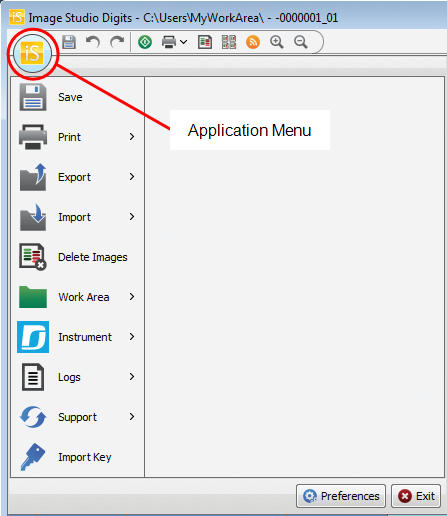 iS Image Studio Digits - C:\Users\MyWorkArea\ - -0000001_01
iS
Save
Application Menu
Print
Export
Import
Delete Images
Work Area
Instrument
Logs
Support
Import Key
Preferences Exit